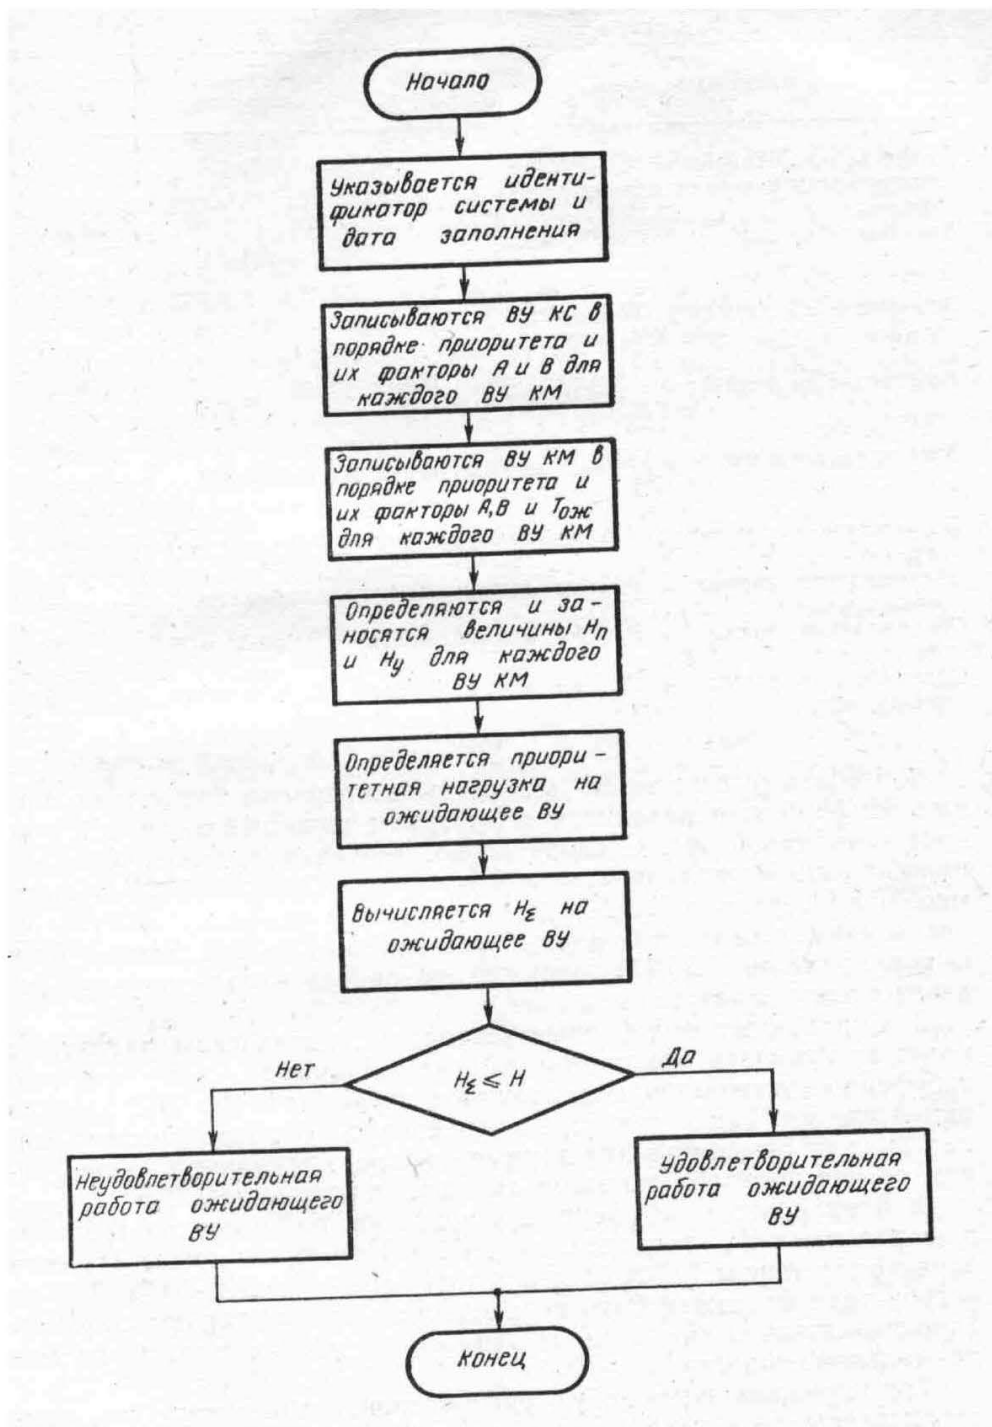 Начало
Указывается иденти-
фикатор системы и
дата заполнения
Записываются ВУ КС в
порядке приоритета и
их факторы А и В для
каждого ВУ КМ
Записываются ВУ КМ в
порядке приоритета и
их факторы А,В и Tож
для каждого ВУ КМ
Определяются и за-
носятся величины Нп
и Ну для каждого
ВУ КМ
Определяется приори-
тетная нагрузка на
ожидающее ВУ
Вычисляется НΣ на
ожидающее ВУ
НΣ ≤ Н
Нет
Да
Неудовлетворительная
работа ожидающего
ВУ
Удовлетворительная
работа ожидающего
ВУ
Конец